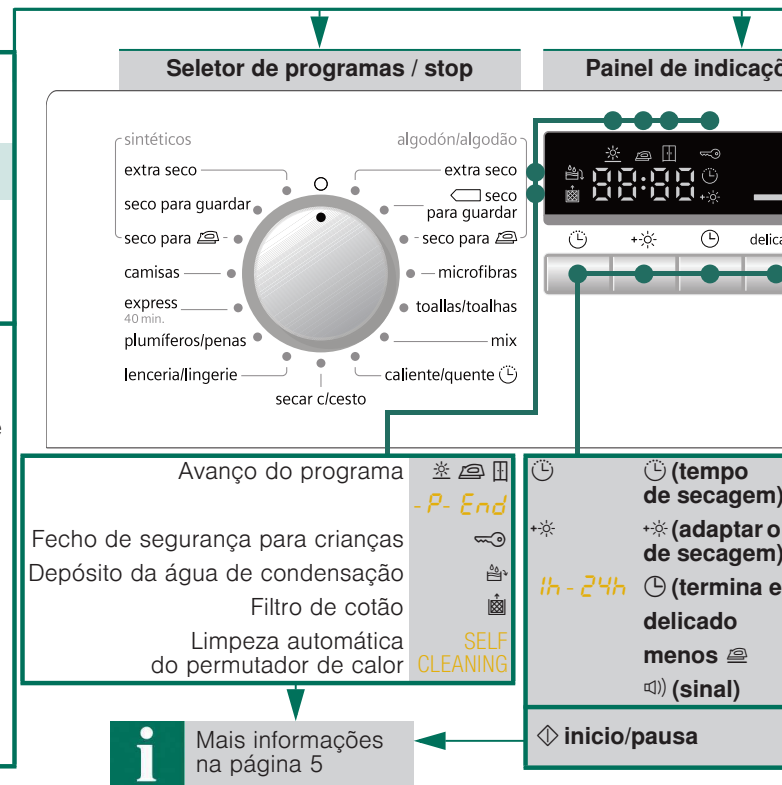 Seletor de programas / stop
Painel de
sintéticos
extra seco
seco para guardar
seco para
camisas
express
40 min.
plumíferos/penas
lenceria/lingerie
secar c/cesto
algodón/algodão
extra seco
seco
para guardar
seco para
microfibras
toallas/toalhas
mix
caliente/quente
88:88
Avanço do programa
-P- End
Fecho de segurança para crianças
Depósito da água de condensação
Filtro de cotão
Limpeza automática
do permutador de calor
SELF
CLEANING
(tempo
de secagem)
(adaptar o
de secagem)
1h - 24h
(termina e
delicado
menos
(sinal)
inicio/pausa
i
Mais informações
na página 5